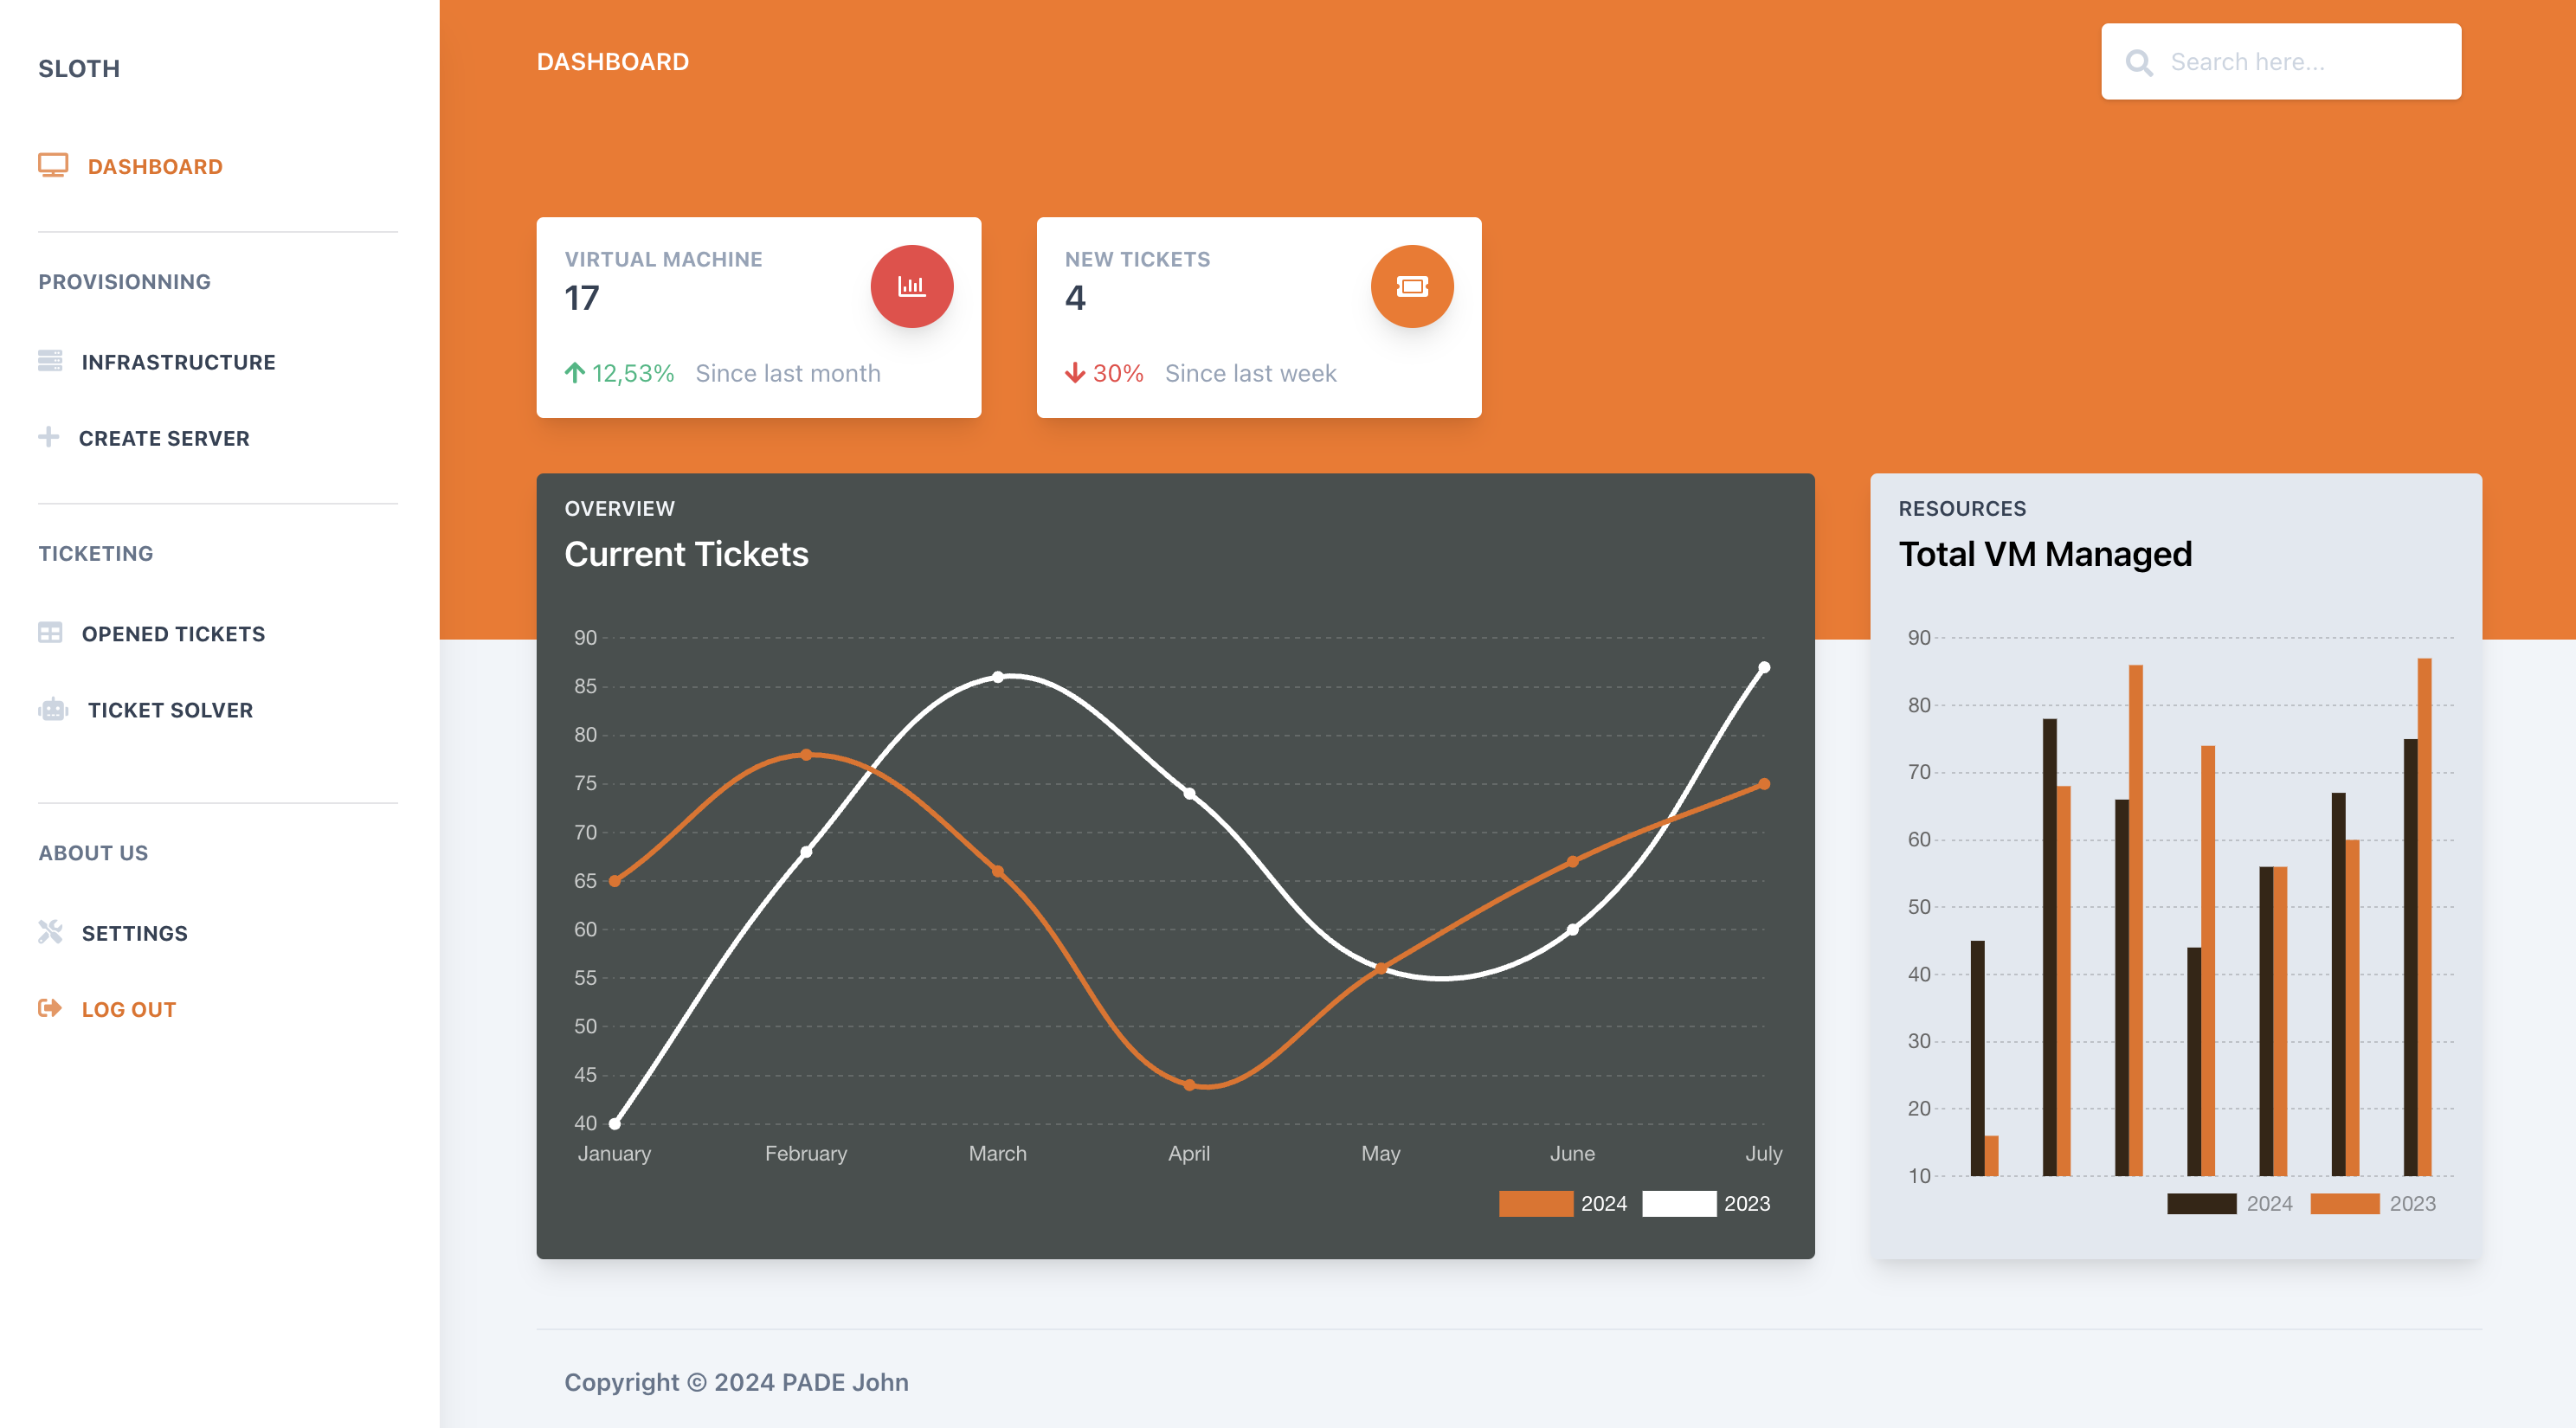 SLOTH
DASHBOARD
PROVISIONNING
INFRASTRUCTURE
CREATE SERVER
TICKETING
OPENED TICKETS
TICKET SOLVER
ABOUT US
SETTINGS
LOG OUT
DASHBOARD
Search here...
VIRTUAL MACHINE
17
12,53% Since last month
NEW TICKETS
4
30% Since last week
OVERVIEW
Current Tickets
90
85
80
75
70
65
60
55
50
45
40
January February March April May June July
2024 2023
RESOURCES
Total VM Managed
90
80
70
60
50
40
30
20
10
2024 2023
Copyright © 2024 PADE John